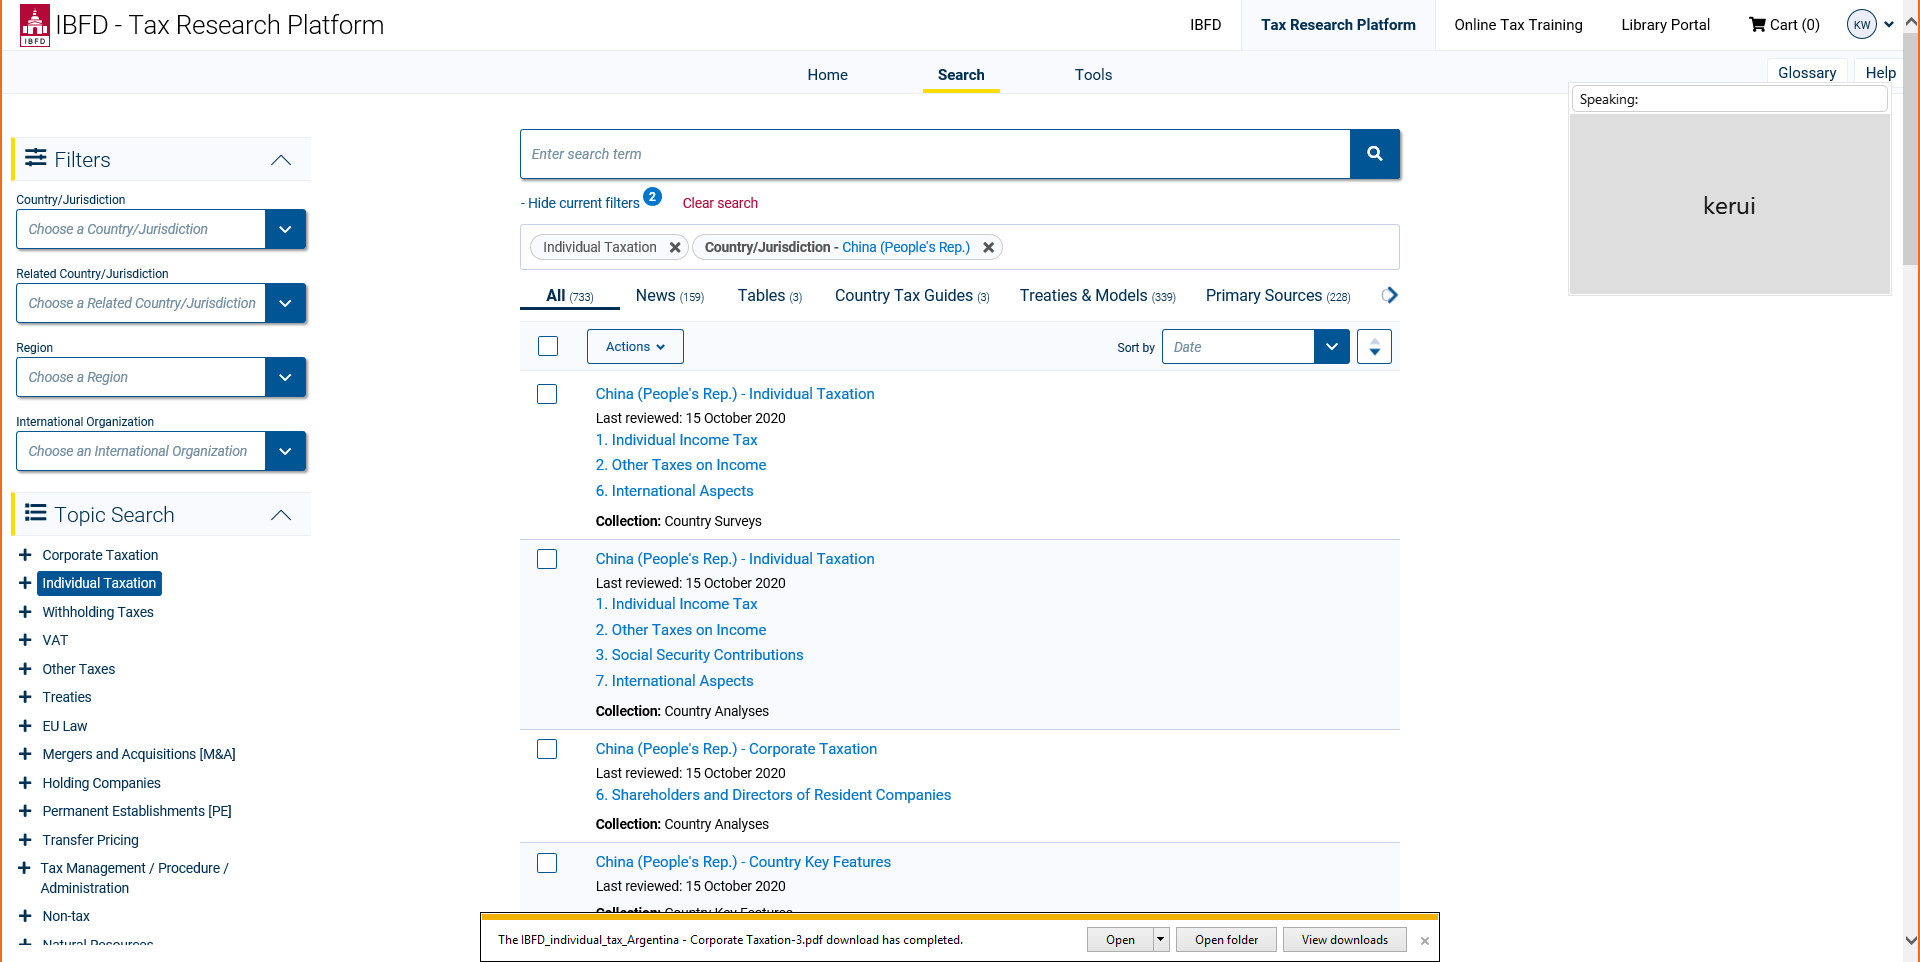 IBFD
IBFD - Tax Research Platform
IBFD
Tax Research Platform
Online Tax Training
Library Portal
Cart (0)
KW
Home
Search
Tools
Glossary
Help
Speaking:
kerui
Filters
Country/Jurisdiction
Choose a Country/Jurisdiction
Related Country/Jurisdiction
Choose a Related Country/Jurisdiction
Region
Choose a Region
International Organization
Choose an International Organization
Topic Search
Corporate Taxation
Individual Taxation
Withholding Taxes
VAT
Other Taxes
Treaties
EU Law
Mergers and Acquisitions [M&A]
Holding Companies
Permanent Establishments [PE]
Transfer Pricing
Tax Management / Procedure /
Administration
Non-tax
Natural Resources
Enter search term
- Hide current filters 2
Clear search
Individual Taxation
Country/Jurisdiction - China (People's Rep.)
All (733)
News (159)
Tables (3)
Country Tax Guides (3)
Treaties & Models (339)
Primary Sources (228)
Actions
Sort by
Date
China (People's Rep.) - Individual Taxation
Last reviewed: 15 October 2020
1. Individual Income Tax
2. Other Taxes on Income
6. International Aspects
Collection: Country Surveys
China (People's Rep.) - Individual Taxation
Last reviewed: 15 October 2020
1. Individual Income Tax
2. Other Taxes on Income
3. Social Security Contributions
7. International Aspects
Collection: Country Analyses
China (People's Rep.) - Corporate Taxation
Last reviewed: 15 October 2020
6. Shareholders and Directors of Resident Companies
Collection: Country Analyses
China (People's Rep.) - Country Key Features
Last reviewed: 15 October 2020
Collection: Country Key Features
The IBFD_individual_tax_Argentina - Corporate Taxation-3.pdf download has completed.
Open
Open folder
View downloads